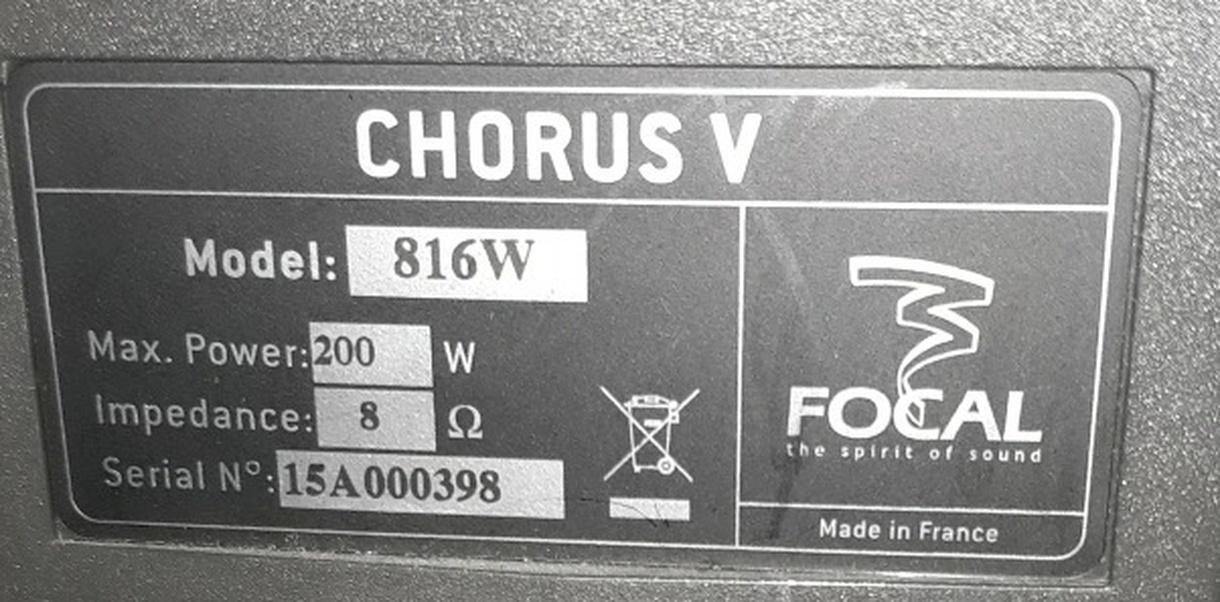 CHORUS V
Model: 816W
Max. Power: 200 W
Impedance: 8 Ω
Serial N°: 15A000398
FOCAL
the spirit of sound
Made in France